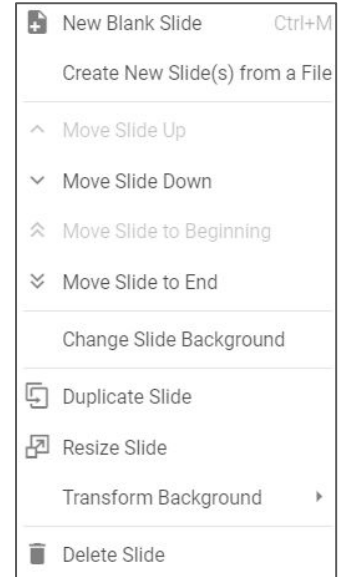 New Blank Slide Ctrl+M
Create New Slide(s) from a File
Move Slide Up
Move Slide Down
Move Slide to Beginning
Move Slide to End
Change Slide Background
Duplicate Slide
Resize Slide
Transform Background
Delete Slide